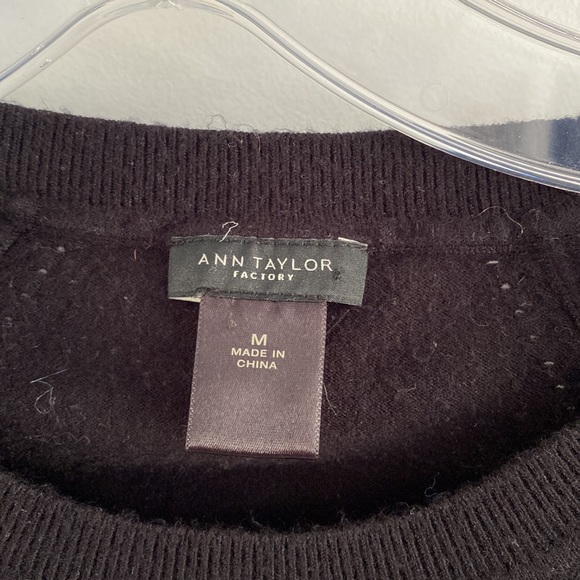 ANN TAYLOR
FACTORY
M
MADE IN
CHINA